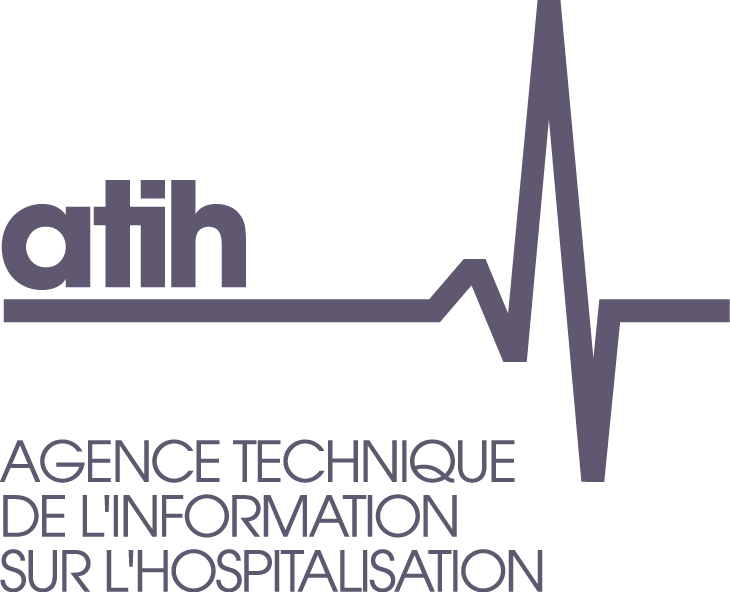 atih
AGENCE TECHNIQUE
DE L'INFORMATION
SUR L'HOSPITALISATION